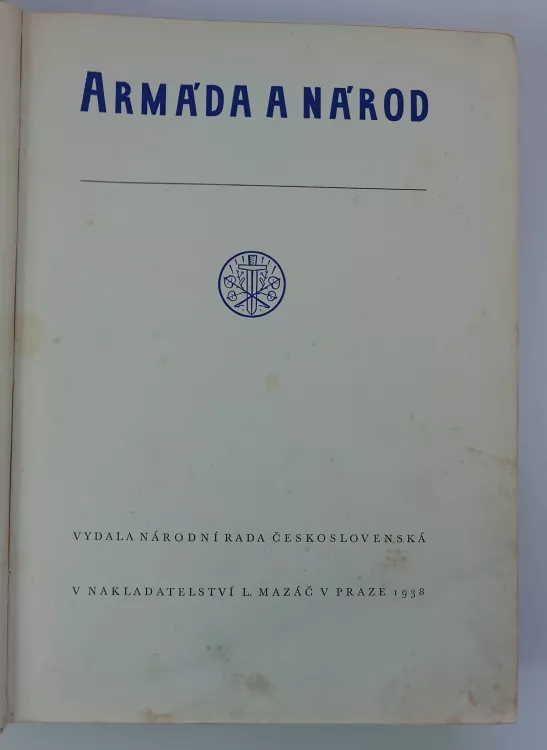 ARMÁDA A NÁROD
VYDALA NÁRODNÍ RADA ČESKOSLOVENSKÁ
V NAKLADATELSTVÍ L. MAZÁČ V PRAZE 1938